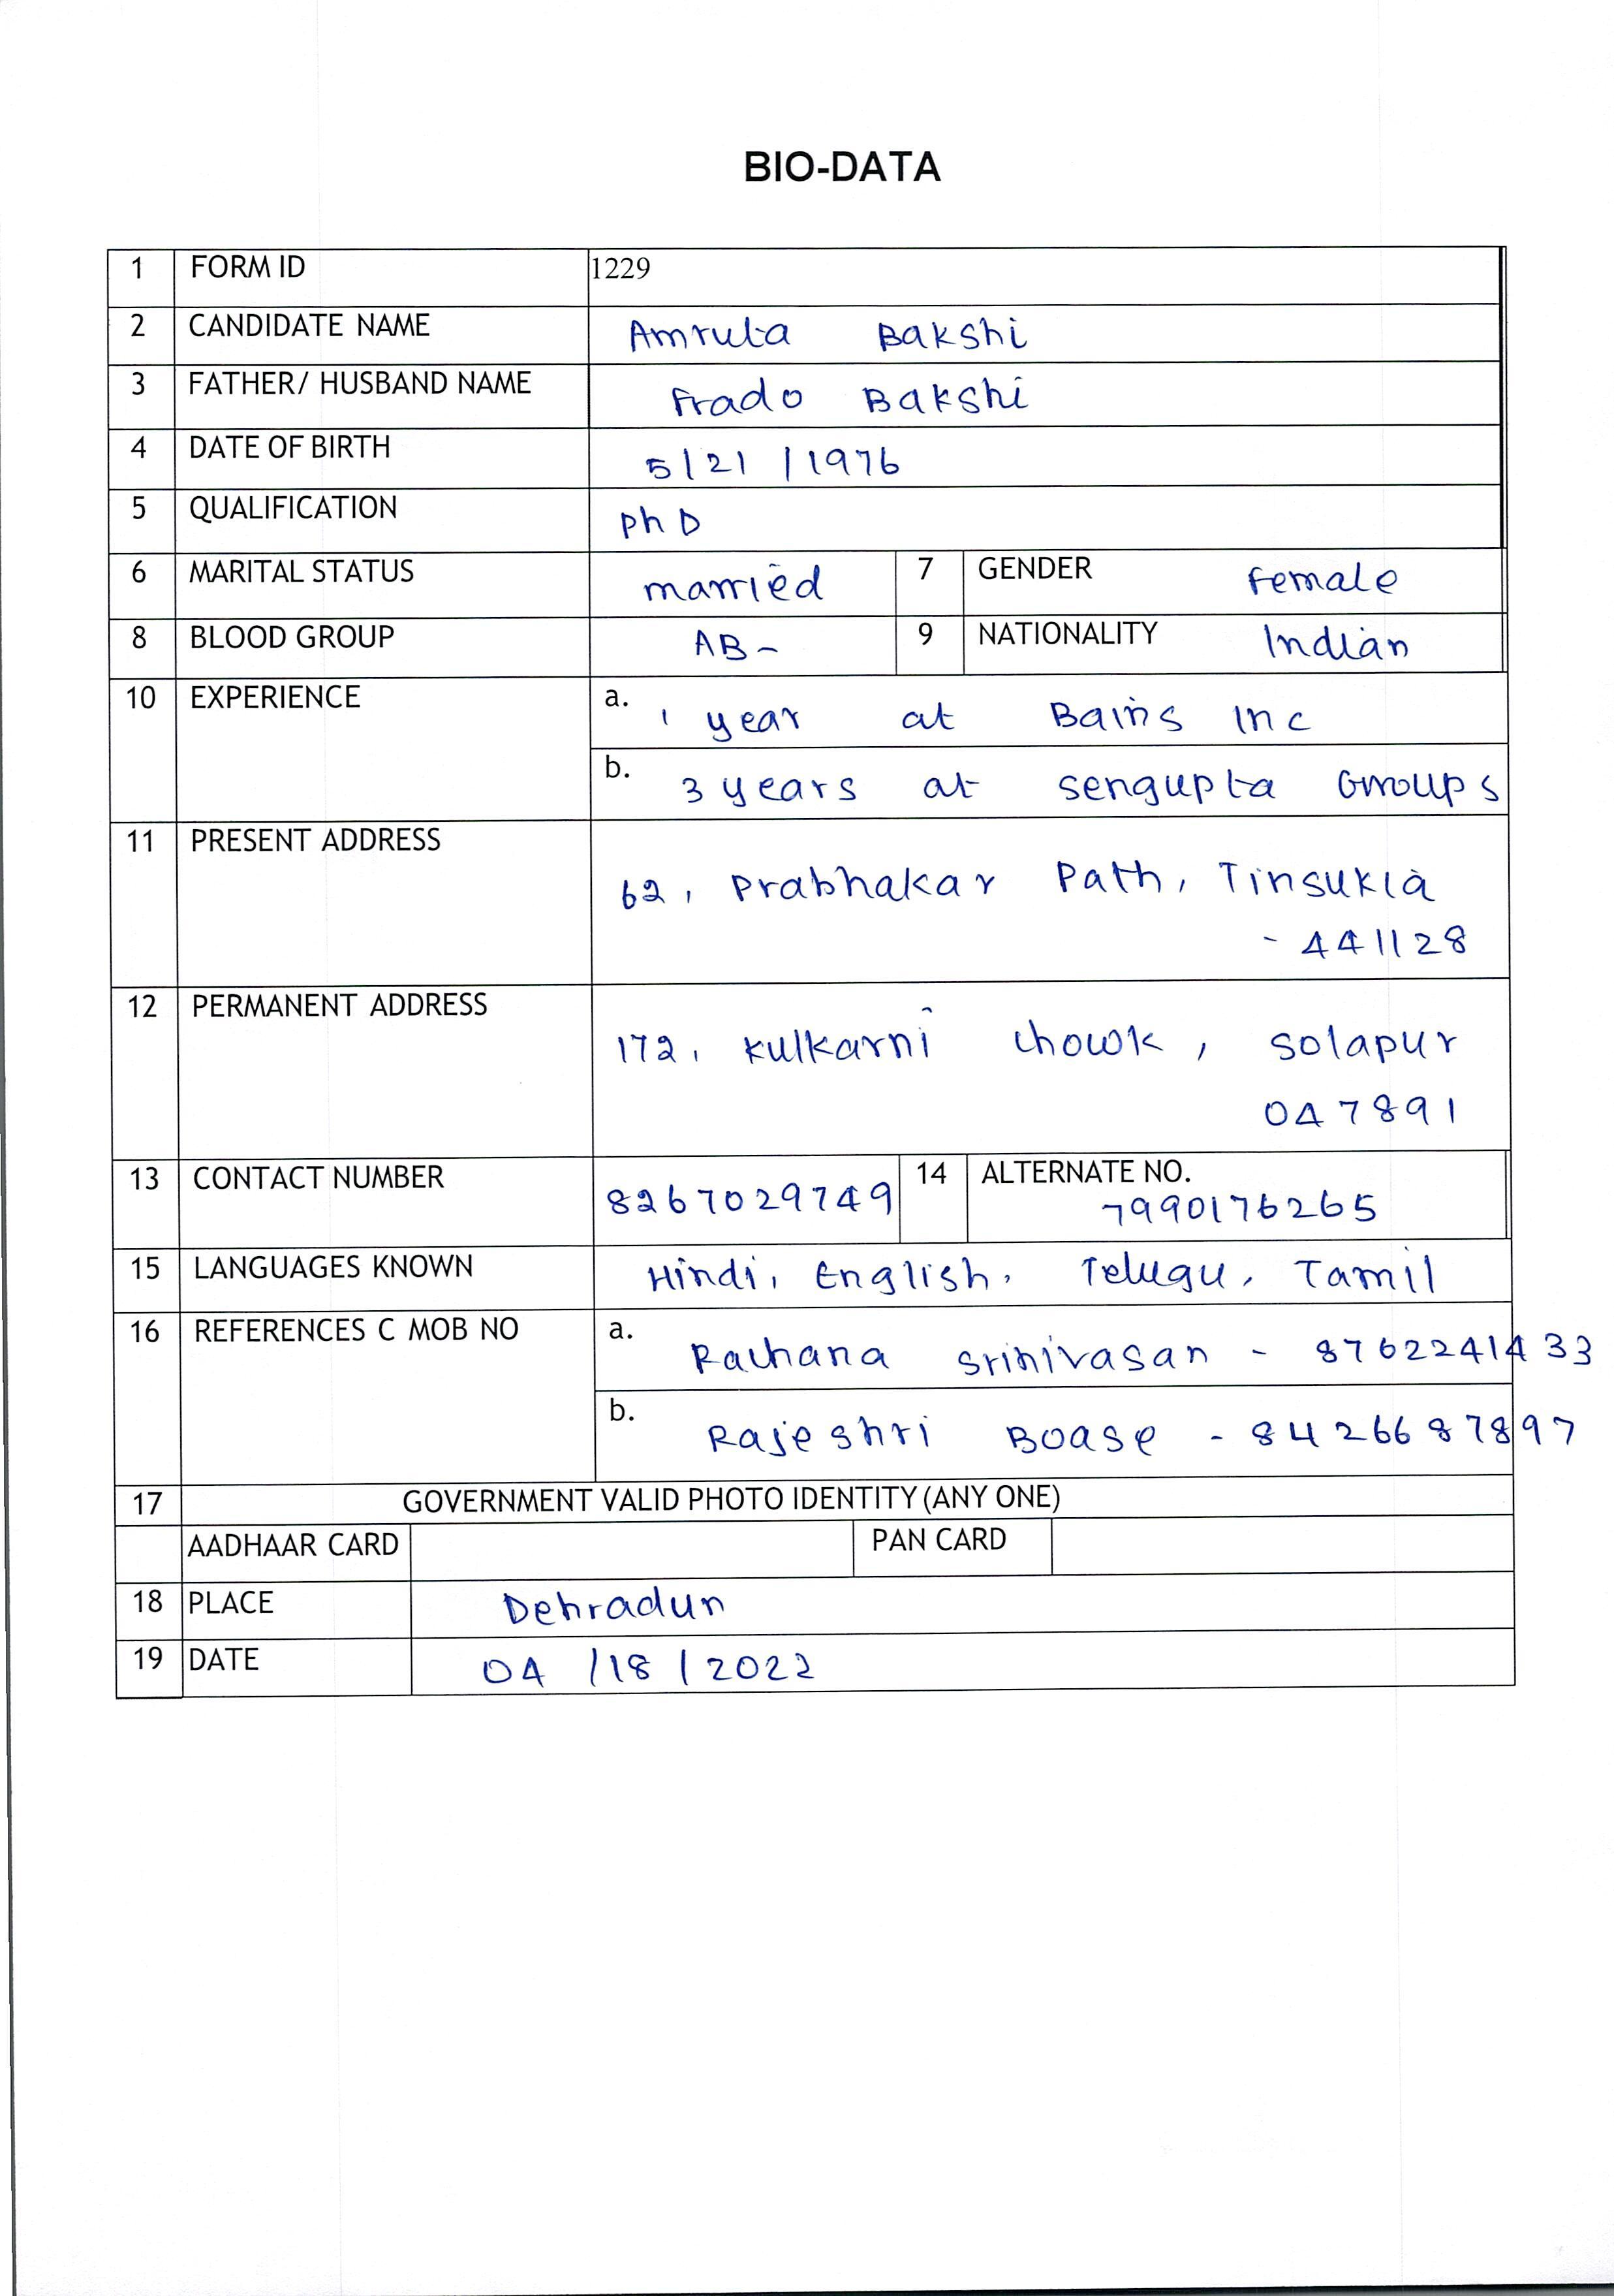 BIO-DATA
1 FORM ID 1229
2 CANDIDATE NAME Amruta Bakshi
3 FATHER/ HUSBAND NAME Frado Bakshi
4 DATE OF BIRTH 5/21/1976
5 QUALIFICATION PhD
6 MARITAL STATUS married 7 GENDER Female
8 BLOOD GROUP AB- 9 NATIONALITY Indian
10 EXPERIENCE a. 1 year at Bains Inc
b. 3 years at sengupta Groups
11 PRESENT ADDRESS
62, Prabhakar Path, Tinsukia
- 441128
12 PERMANENT ADDRESS
172, Kulkarni Chowk, Solapur
047891
13 CONTACT NUMBER 8267029749 14 ALTERNATE NO.
7990176265
15 LANGUAGES KNOWN Hindi, English, Telugu, Tamil
16 REFERENCES C MOB NO a. Rachana Srinivasan - 8762241433
b. Rajeshri Boase - 8426687897
17 GOVERNMENT VALID PHOTO IDENTITY (ANY ONE)
AADHAAR CARD PAN CARD
18 PLACE Dehradun
19 DATE 04/18/2022